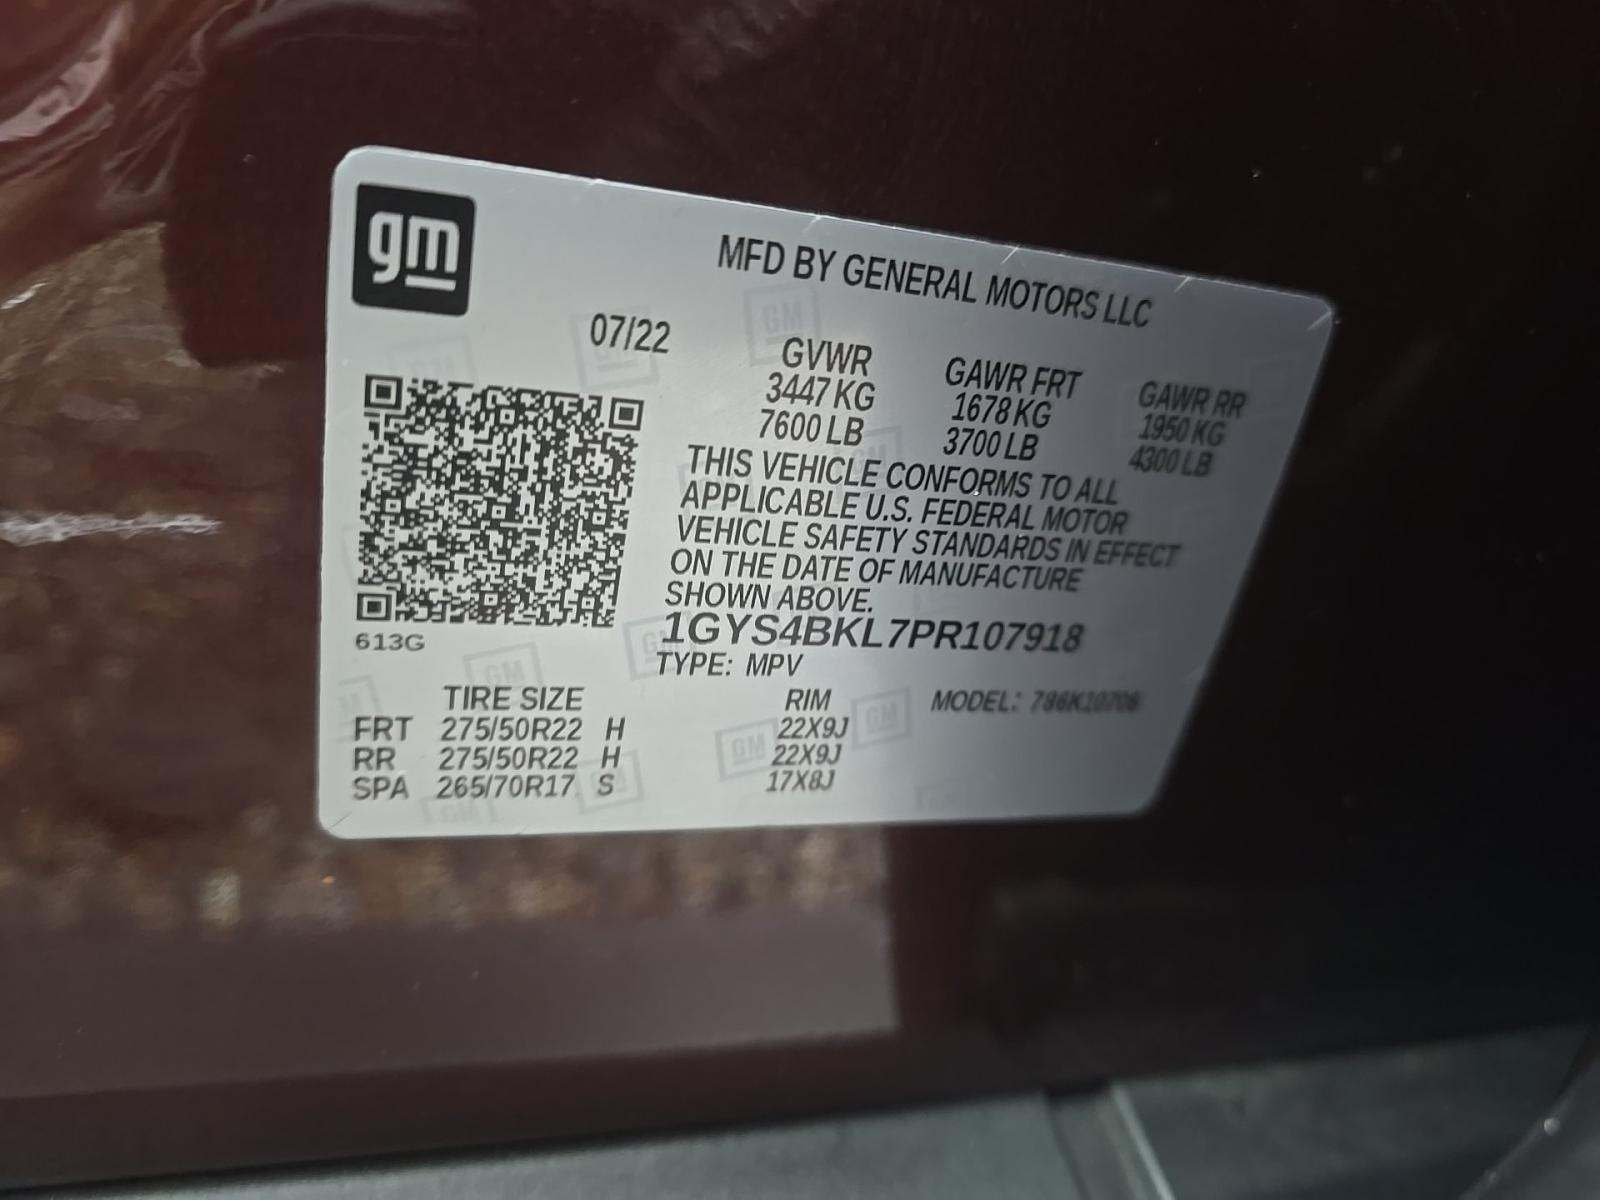 gm
MFD BY GENERAL MOTORS LLC
07/22
GVWR GAWR FRT GAWR RR
3447 KG 1678 KG 1950 KG
7600 LB 3700 LB 4300 LB
THIS VEHICLE CONFORMS TO ALL
APPLICABLE U.S. FEDERAL MOTOR
VEHICLE SAFETY STANDARDS IN EFFECT
ON THE DATE OF MANUFACTURE
SHOWN ABOVE.
1GYS4BKL7PR107918
613G
TYPE: MPV
TIRE SIZE RIM MODEL:
FRT 275/50R22 H 22X9J
RR 275/50R22 H 22X9J
SPA 265/70R17 S 17X8J